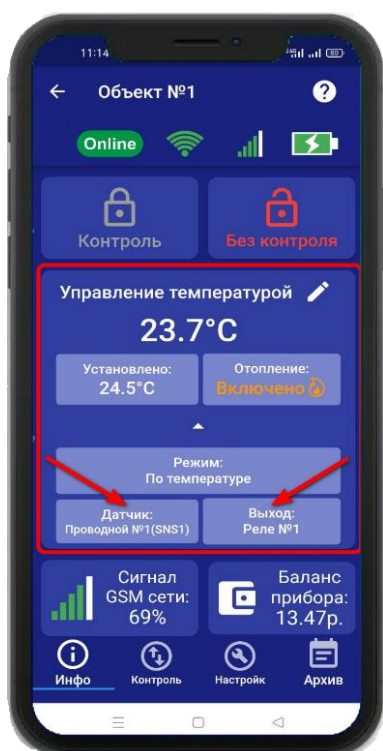 11:14
Объект №1
Online
Контроль
Без контроля
Управление температурой
23.7°C
Установлено:
24.5°C
Отопление:
Включено
Режим:
По температуре
Датчик:
Проводной №1(SNS1)
Выход:
Реле №1
Сигнал
GSM сети:
69%
Баланс
прибора:
13.47р.
Инфо
Контроль
Настройк
Архив